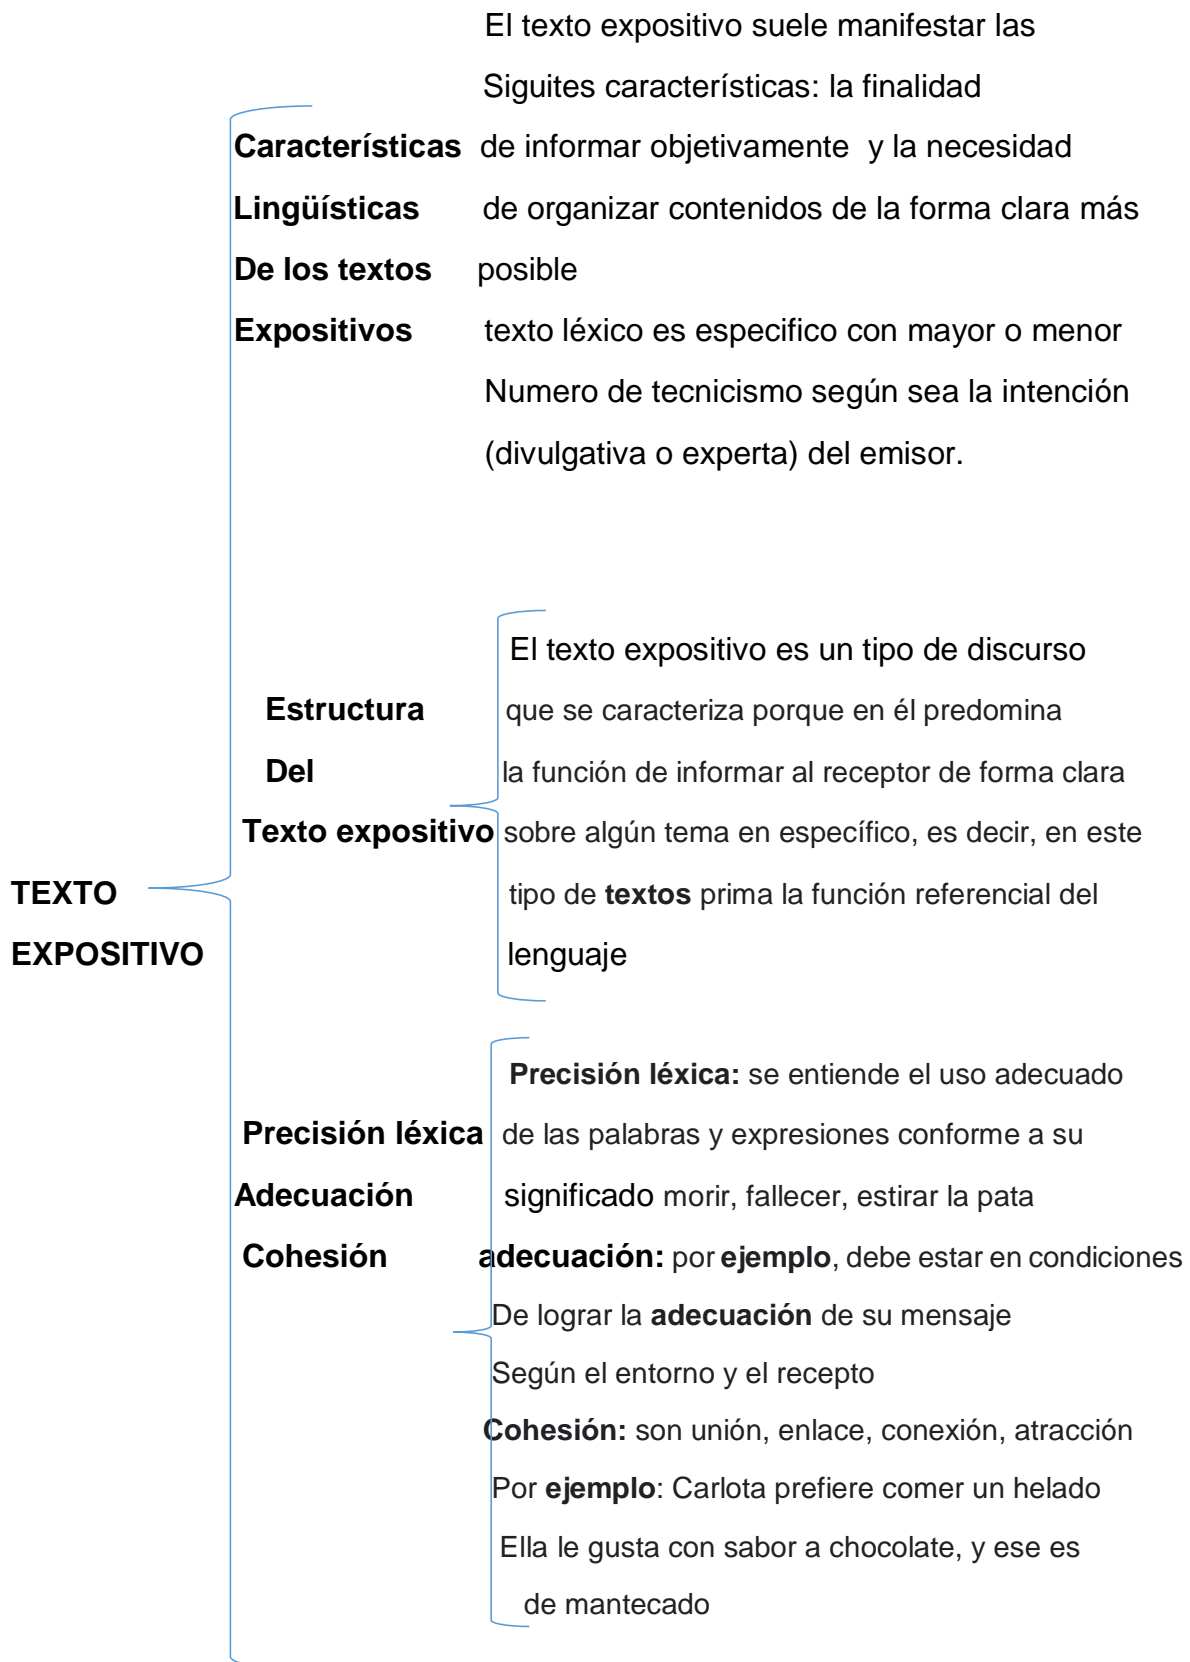 El texto expositivo suele manifestar las
Siguites características: la finalidad
Características de informar objetivamente y la necesidad
Lingüísticas de organizar contenidos de la forma clara más
De los textos posible
Expositivos texto léxico es especifico con mayor o menor
Numero de tecnicismo según sea la intención
(divulgativa o experta) del emisor.
El texto expositivo es un tipo de discurso
Estructura que se caracteriza porque en él predomina
Del la función de informar al receptor de forma clara
Texto expositivo sobre algún tema en específico, es decir, en este
TEXTO tipo de textos prima la función referencial del
EXPOSITIVO lenguaje
Precisión léxica: se entiende el uso adecuado
Precisión léxica de las palabras y expresiones conforme a su
Adecuación significado morir, fallecer, estirar la pata
Cohesión adecuación: por ejemplo, debe estar en condiciones
De lograr la adecuación de su mensaje
Según el entorno y el recepto
Cohesión: son unión, enlace, conexión, atracción
Por ejemplo: Carlota prefiere comer un helado
Ella le gusta con sabor a chocolate, y ese es
de mantecado